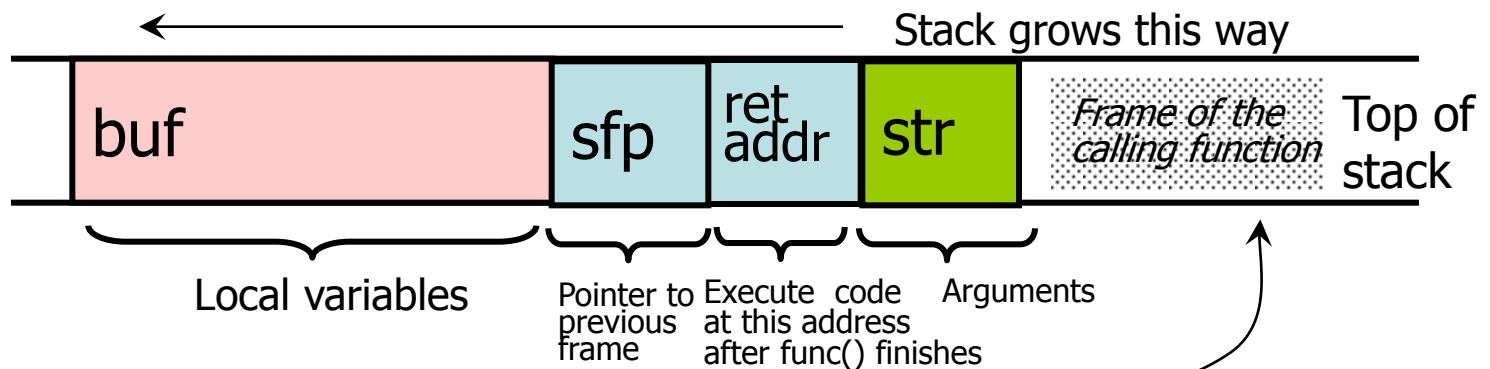 Stack grows this way
buf
sfp
ret
addr
str
Frame of the
calling function
Top of
stack
Local variables
Pointer to
previous
frame
Execute code
at this address
after func() finishes
Arguments